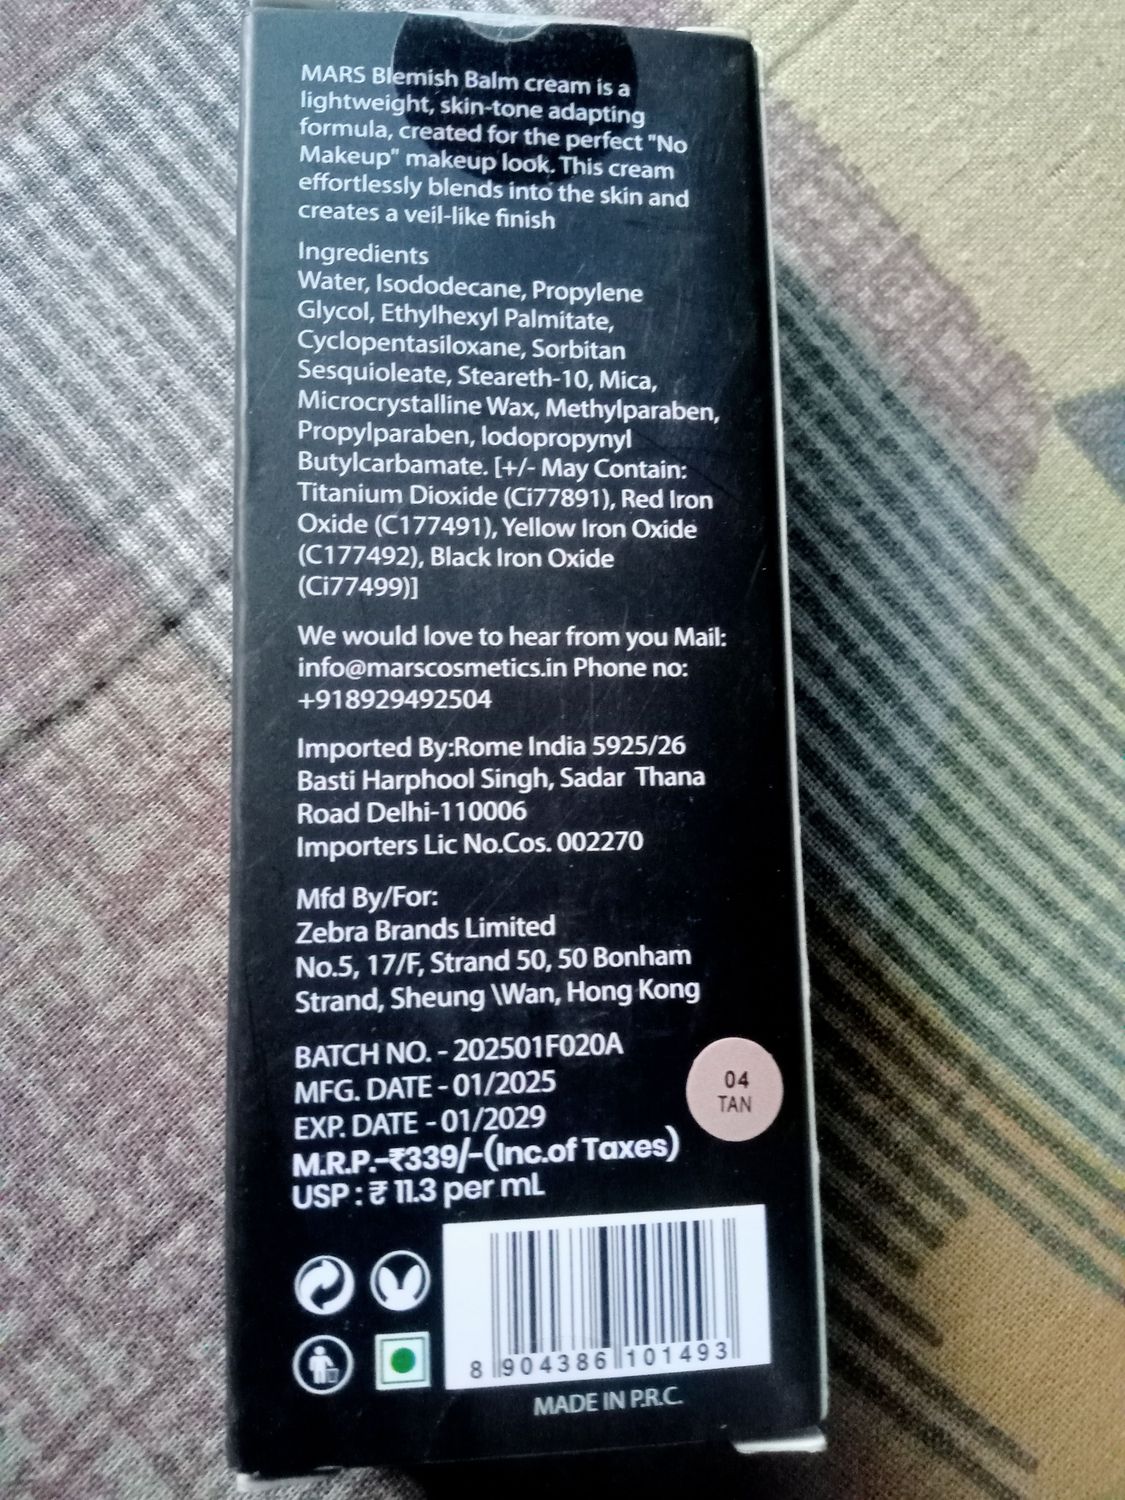 MARS Blemish Balm cream is a
lightweight, skin-tone adapting
formula, created for the perfect "No
Makeup" makeup look. This cream
effortlessly blends into the skin and
creates a veil-like finish
Ingredients
Water, Isododecane, Propylene
Glycol, Ethylhexyl Palmitate,
Cyclopentasiloxane, Sorbitan
Sesquioleate, Steareth-10, Mica,
Microcrystalline Wax, Methylparaben,
Propylparaben, Iodopropynyl
Butylcarbamate. [+/- May Contain:
Titanium Dioxide (Ci77891), Red Iron
Oxide (C177491), Yellow Iron Oxide
(C177492), Black Iron Oxide
(Ci77499)]
We would love to hear from you Mail:
info@marscosmetics.in Phone no:
+918929492504
Imported By:Rome India 5925/26
Basti Harphool Singh, Sadar Thana
Road Delhi-110006
Importers Lic No.Cos. 002270
Mfd By/For:
Zebra Brands Limited
No.5, 17/F, Strand 50, 50 Bonham
Strand, Sheung \Wan, Hong Kong
BATCH NO. - 202501F020A
MFG. DATE - 01/2025
EXP. DATE - 01/2029
04
TAN
M.R.P.-₹339/-(Inc.of Taxes)
USP : ₹ 11.3 per mL
8 904386 101493
MADE IN P.R.C.